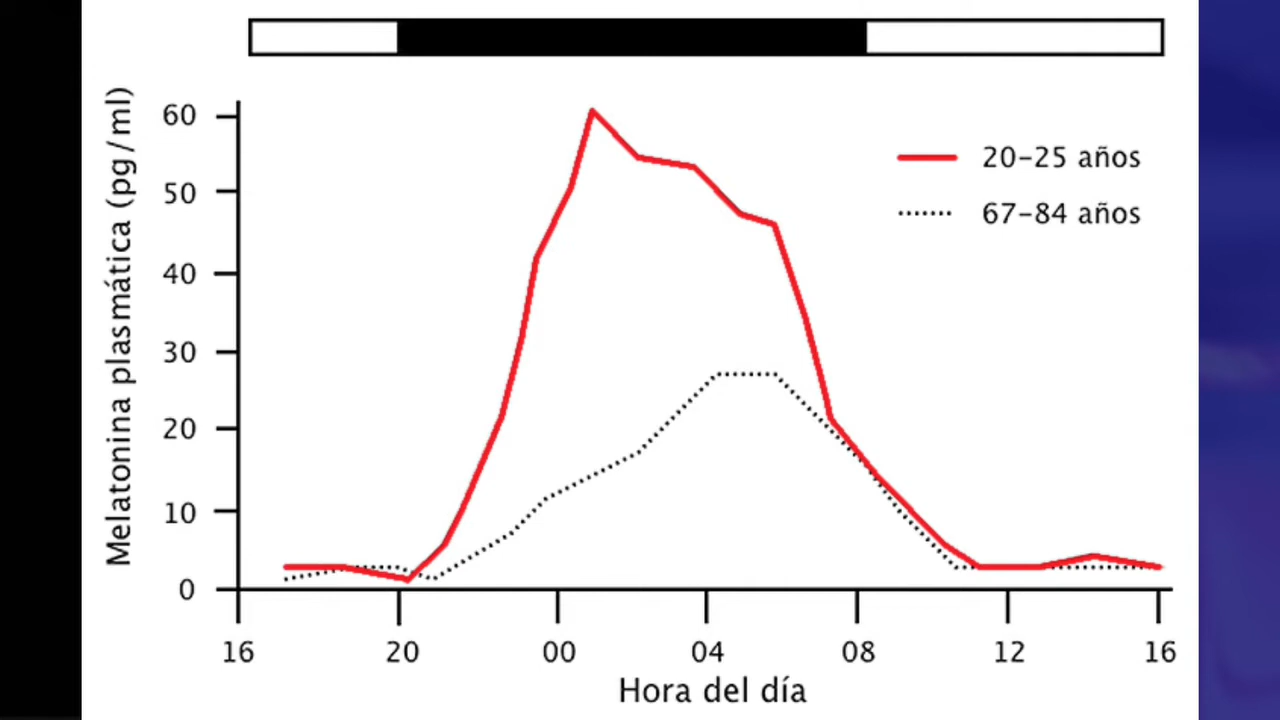 Melatonina plasmática (pg/ml)
60
50
40
30
20
10
0
20-25 años
67-84 años
16 20 00 04 08 12 16
Hora del día